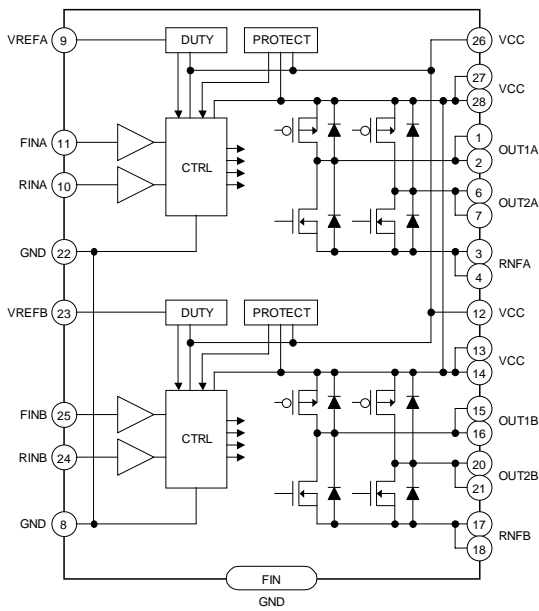 VREFA 9 DUTY PROTECT 26 VCC
27
VCC
28
FINA 11 1
CTRL OUT1A
RINA 10 2
6
OUT2A
7
GND 22 3
RNFA
4
VREFB 23 DUTY PROTECT 12 VCC
13
VCC
14
FINB 25 15
CTRL OUT1B
RINB 24 16
20
OUT2B
21
GND 8 17
RNFB
18
FIN
GND